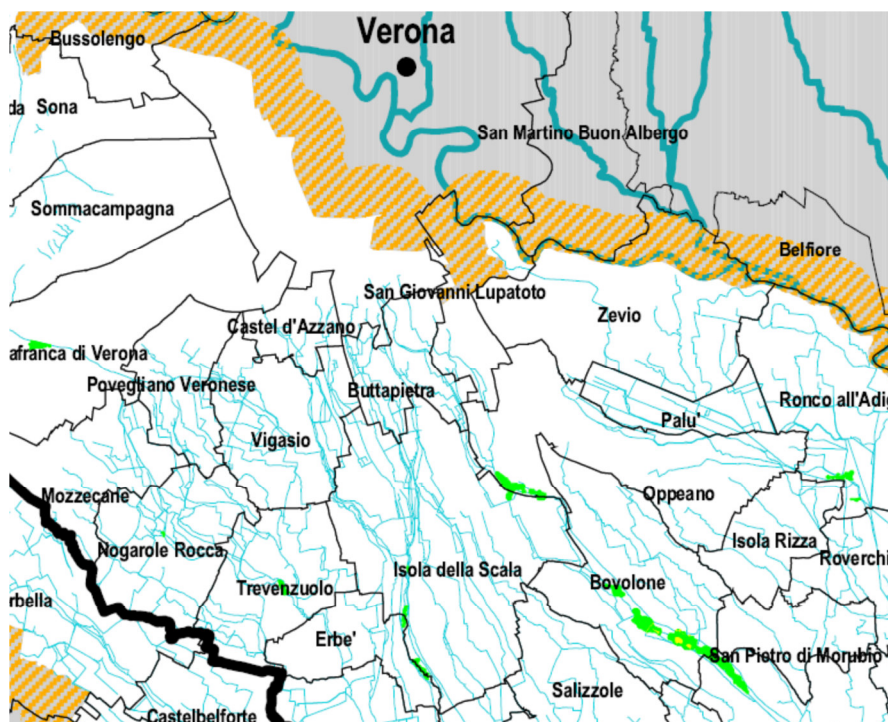 Bussolengo
Verona
da Sona
San Martino Buon Albergo
Sommacampagna
Belfiore
San Giovanni Lupatoto
Castel d'Azzano
Zevio
afranca di Verona
Povegliano Veronese
Buttapietra
Palu'
Ronco all'Adig
Vigasio
Mozzecane
Oppeano
Nogarole Rocca
Isola Rizza
Roverchi
Trevenzuolo
Isola della Scala
Bovolone
rbella
Erbe'
San Pietro di Morubio
Salizzole
Castelbelforte